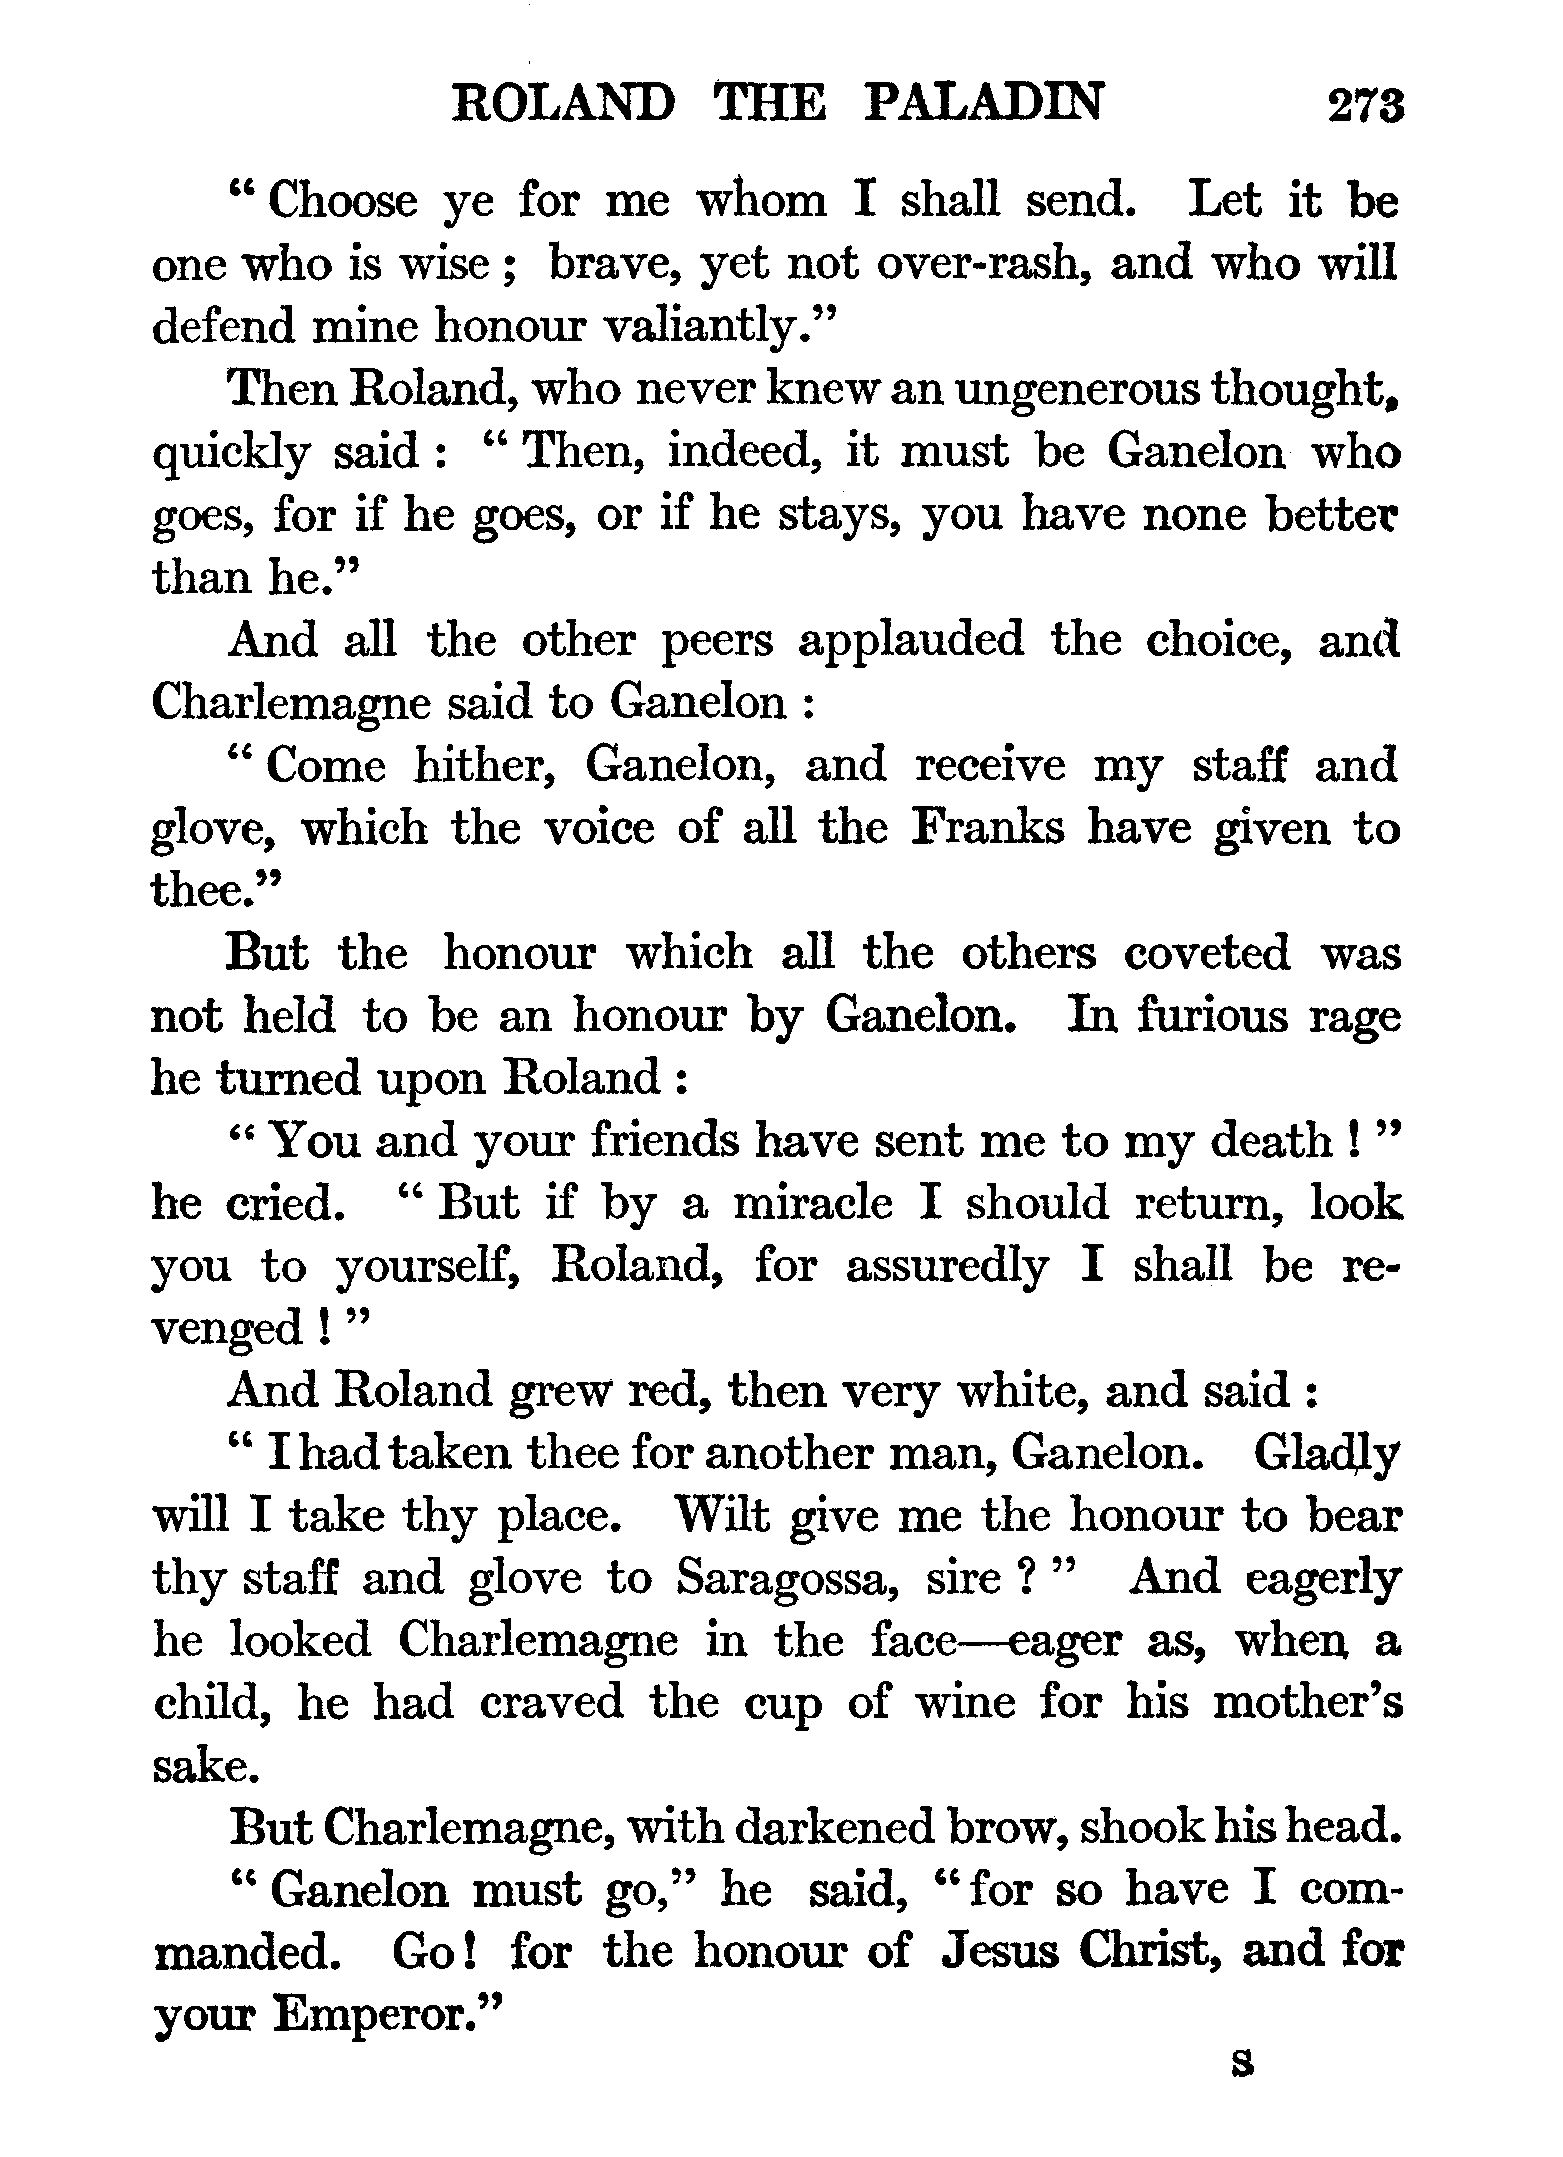 ROLAND THE PALADIN 273
“ Choose ye for me whom I shall send. Let it be
one who is wise ; brave, yet not over-rash, and who will
defend mine honour valiantly.”
Then Roland, who never knew an ungenerous thought,
quickly said : “ Then, indeed, it must be Ganelon who
goes, for if he goes, or if he stays, you have none better
than he.”
And all the other peers applauded the choice, and
Charlemagne said to Ganelon :
“ Come hither, Ganelon, and receive my staff and
glove, which the voice of all the Franks have given to
thee.”
But the honour which all the others coveted was
not held to be an honour by Ganelon. In furious rage
he turned upon Roland :
“ You and your friends have sent me to my death ! ”
he cried. “ But if by a miracle I should return, look
you to yourself, Roland, for assuredly I shall be re-
venged ! ”
And Roland grew red, then very white, and said :
“ I had taken thee for another man, Ganelon. Gladly
will I take thy place. Wilt give me the honour to bear
thy staff and glove to Saragossa, sire ? ” And eagerly
he looked Charlemagne in the face—eager as, when a
child, he had craved the cup of wine for his mother’s
sake.
But Charlemagne, with darkened brow, shook his head.
“ Ganelon must go,” he said, “ for so have I com-
manded. Go! for the honour of Jesus Christ, and for
your Emperor.”
S